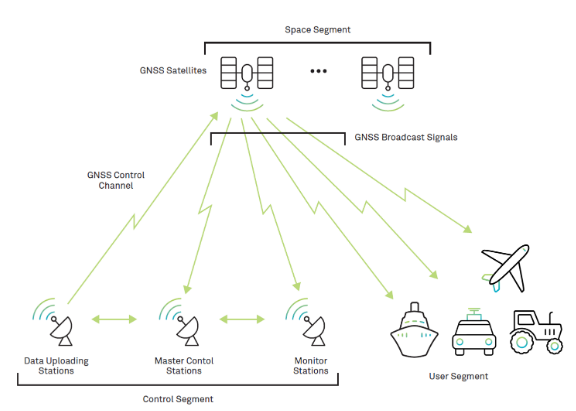 Space Segment
GNSS Satellites
GNSS Broadcast Signals
GNSS Control
Channel
Data Uploading
Stations
Master Contol
Stations
Monitor
Stations
User Segment
Control Segment